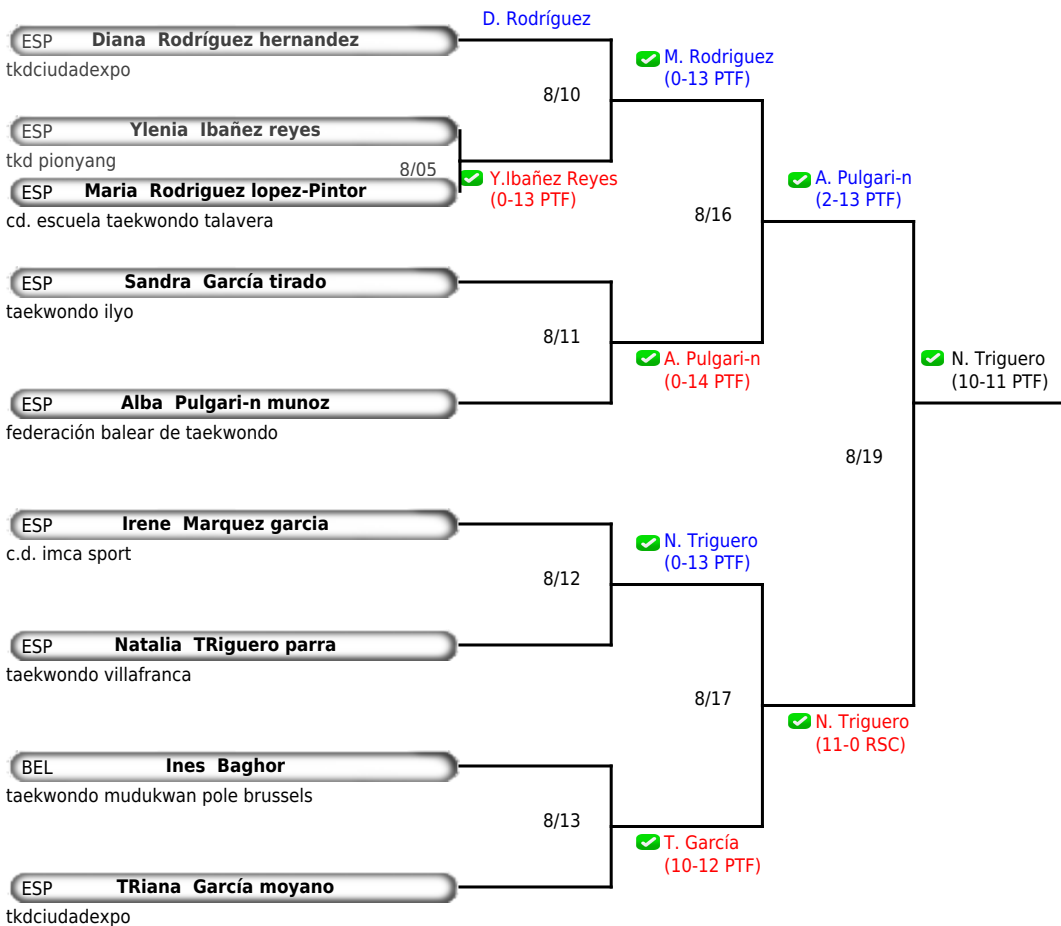 D. Rodríguez
ESP Diana Rodríguez hernandez
tkdciudadexpo
M. Rodriguez
(0-13 PTF)
8/10
ESP Ylenia Ibañez reyes
tkd pionyang
8/05
Y.Ibañez Reyes
(0-13 PTF)
ESP Maria Rodriguez lopez-Pintor
cd. escuela taekwondo talavera
A. Pulgari-n
(2-13 PTF)
8/16
ESP Sandra García tirado
taekwondo ilyo
8/11
A. Pulgari-n
(0-14 PTF)
N. Triguero
(10-11 PTF)
ESP Alba Pulgari-n munoz
federación balear de taekwondo
8/19
ESP Irene Marquez garcia
c.d. imca sport
N. Triguero
(0-13 PTF)
8/12
ESP Natalia TRiguero parra
taekwondo villafranca
8/17
N. Triguero
(11-0 RSC)
BEL Ines Baghor
taekwondo mudukwan pole brussels
8/13
T. García
(10-12 PTF)
ESP TRiana García moyano
tkdciudadexpo